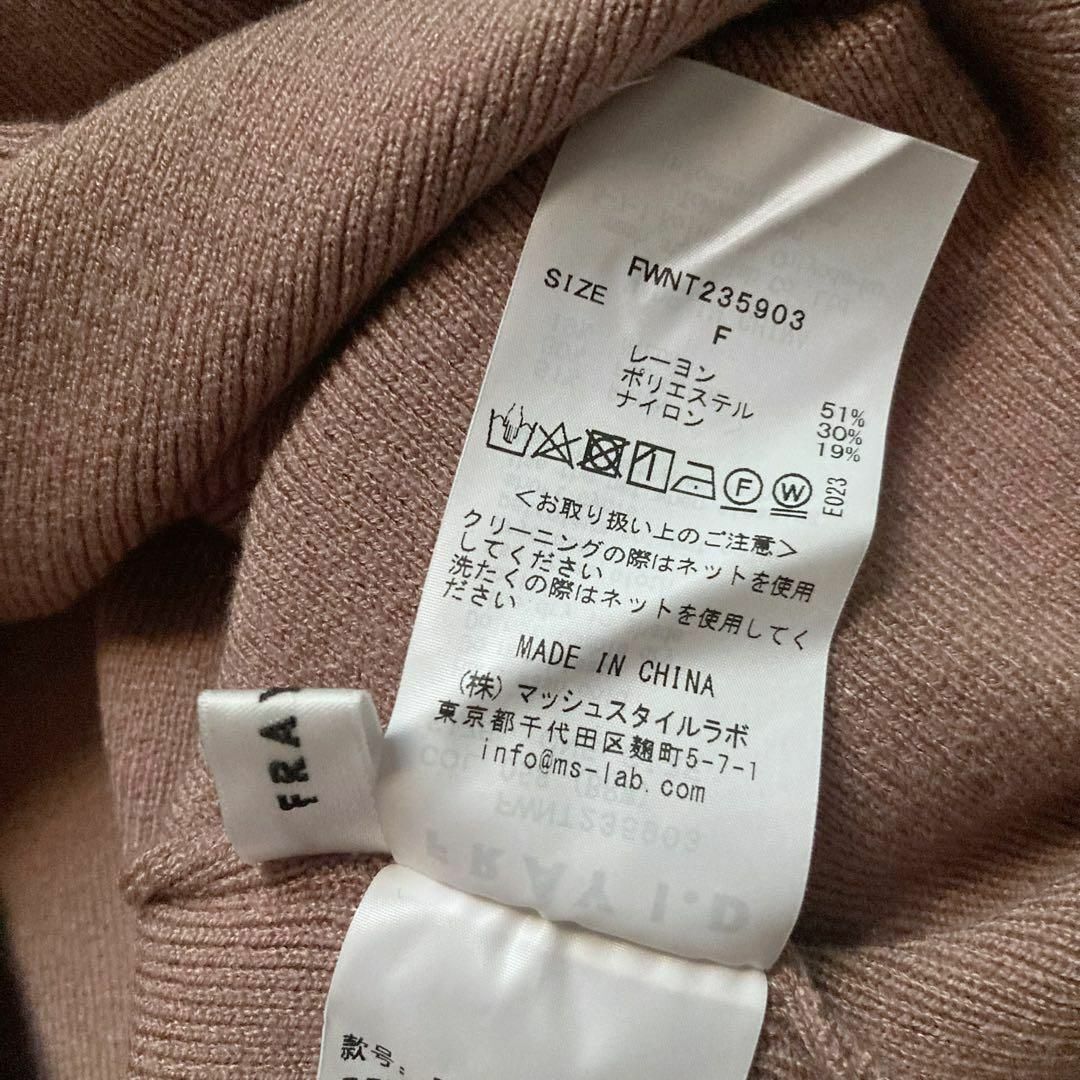 FWNT235903
SIZE F
レーヨン 51%
ポリエステル 30%
ナイロン 19%
F W E023
<お取り扱い上のご注意>
クリーニングの際はネットを使用
してください
洗たくの際はネットを使用してく
ださい
MADE IN CHINA
(株)マッシュスタイルラボ
東京都千代田区麹町5-7-1
info@ms-lab.com
FWNT235903
FRAY I.D
FRAY
款号: